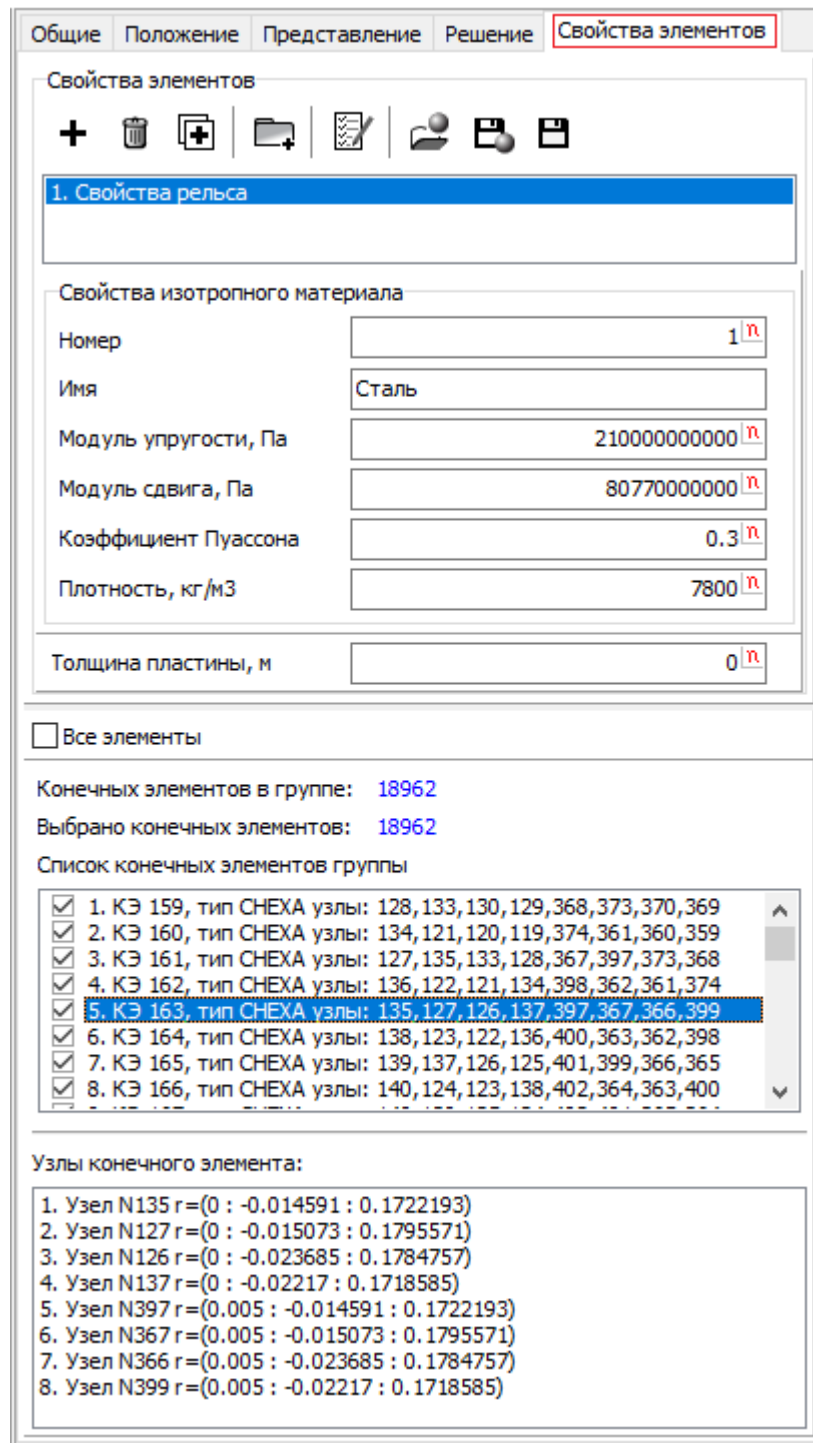 Общие Положение Представление Решение Свойства элементов
Свойства элементов
1. Свойства рельса
Свойства изотропного материала
Номер 1 n
Имя Сталь
Модуль упругости, Па 210000000000 n
Модуль сдвига, Па 80770000000 n
Коэффициент Пуассона 0.3 n
Плотность, кг/м3 7800 n
Толщина пластины, м 0 n
Все элементы
Конечных элементов в группе: 18962
Выбрано конечных элементов: 18962
Список конечных элементов группы
1. КЭ 159, тип CHEXA узлы: 128,133,130,129,368,373,370,369
2. КЭ 160, тип CHEXA узлы: 134,121,120,119,374,361,360,359
3. КЭ 161, тип CHEXA узлы: 127,135,133,128,367,397,373,368
4. КЭ 162, тип CHEXA узлы: 136,122,121,134,398,362,361,374
5. КЭ 163, тип CHEXA узлы: 135,127,126,137,397,367,366,399
6. КЭ 164, тип CHEXA узлы: 138,123,122,136,400,363,362,398
7. КЭ 165, тип CHEXA узлы: 139,137,126,125,401,399,366,365
8. КЭ 166, тип CHEXA узлы: 140,124,123,138,402,364,363,400
Узлы конечного элемента:
1. Узел N135 r=(0 : -0.014591 : 0.1722193)
2. Узел N127 r=(0 : -0.015073 : 0.1795571)
3. Узел N126 r=(0 : -0.023685 : 0.1784757)
4. Узел N137 r=(0 : -0.02217 : 0.1718585)
5. Узел N397 r=(0.005 : -0.014591 : 0.1722193)
6. Узел N367 r=(0.005 : -0.015073 : 0.1795571)
7. Узел N366 r=(0.005 : -0.023685 : 0.1784757)
8. Узел N399 r=(0.005 : -0.02217 : 0.1718585)